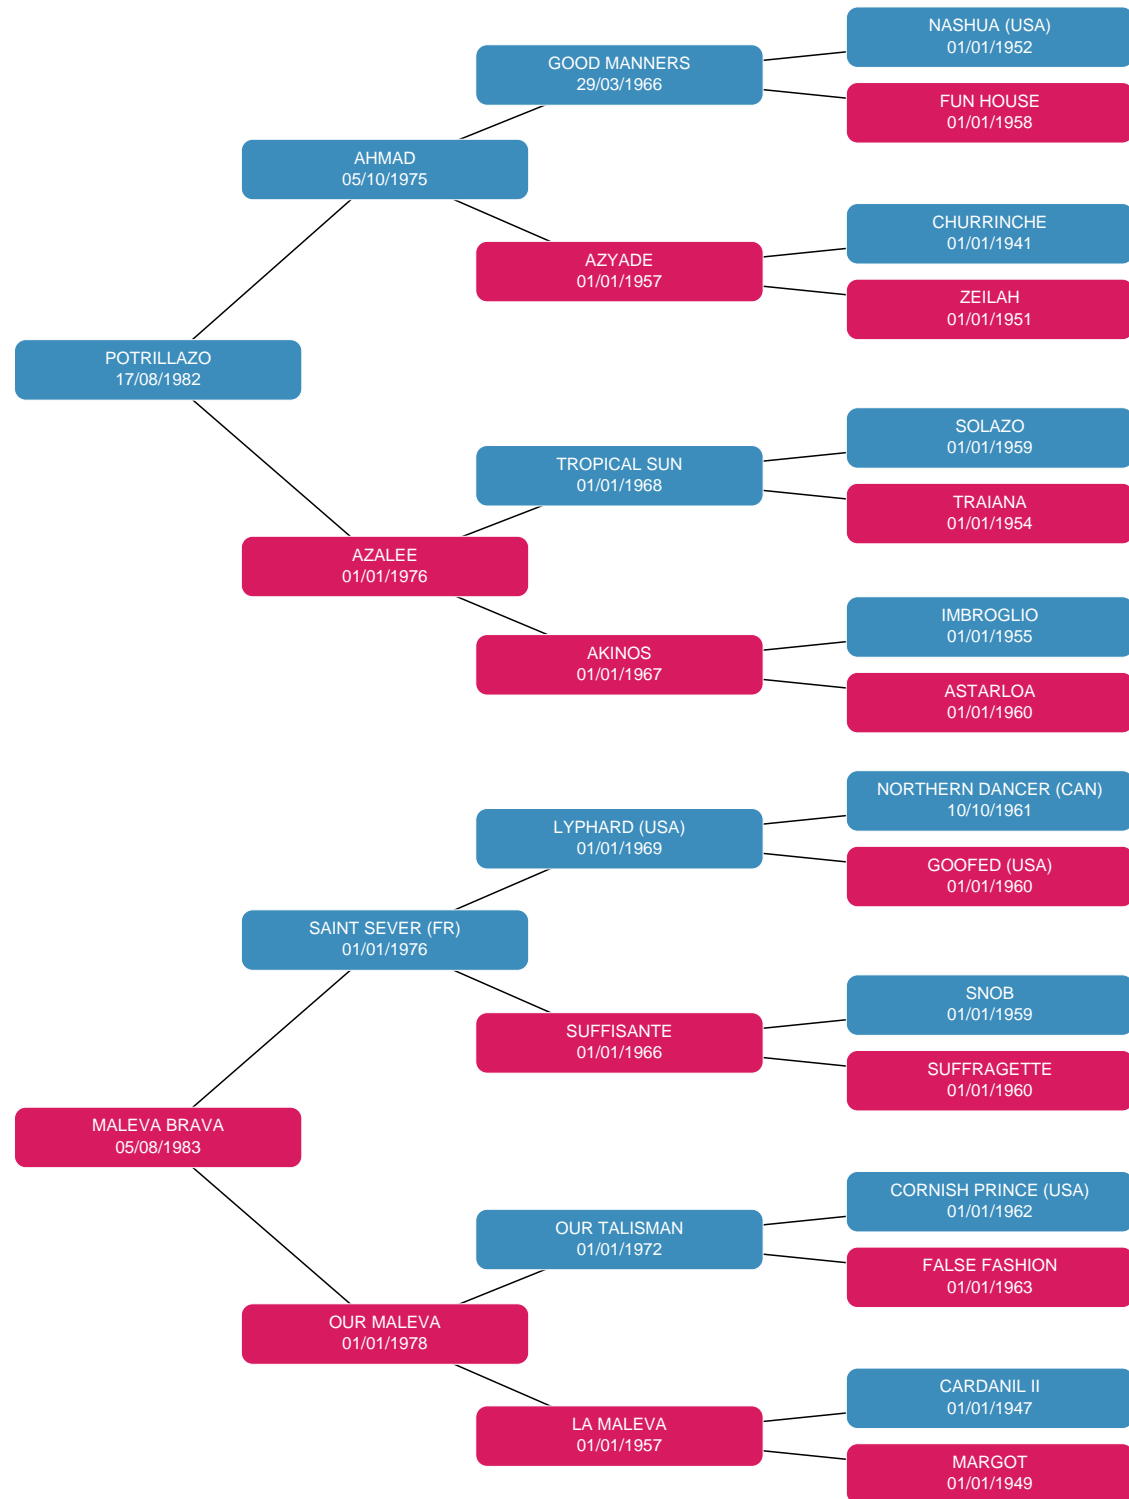 NASHUA (USA)
01/01/1952
GOOD MANNERS
29/03/1966
FUN HOUSE
01/01/1958
AHMAD
05/10/1975
CHURRINCHE
01/01/1941
AZYADE
01/01/1957
ZEILAH
01/01/1951
POTRILLAZO
17/08/1982
SOLAZO
01/01/1959
TROPICAL SUN
01/01/1968
TRAIANA
01/01/1954
AZALEE
01/01/1976
IMBROGLIO
01/01/1955
AKINOS
01/01/1967
ASTARLOA
01/01/1960
NORTHERN DANCER (CAN)
10/10/1961
LYPHARD (USA)
01/01/1969
GOOFED (USA)
01/01/1960
SAINT SEVER (FR)
01/01/1976
SNOB
01/01/1959
SUFFISANTE
01/01/1966
SUFFRAGETTE
01/01/1960
MALEVA BRAVA
05/08/1983
CORNISH PRINCE (USA)
01/01/1962
OUR TALISMAN
01/01/1972
FALSE FASHION
01/01/1963
OUR MALEVA
01/01/1978
CARDANIL II
01/01/1947
LA MALEVA
01/01/1957
MARGOT
01/01/1949